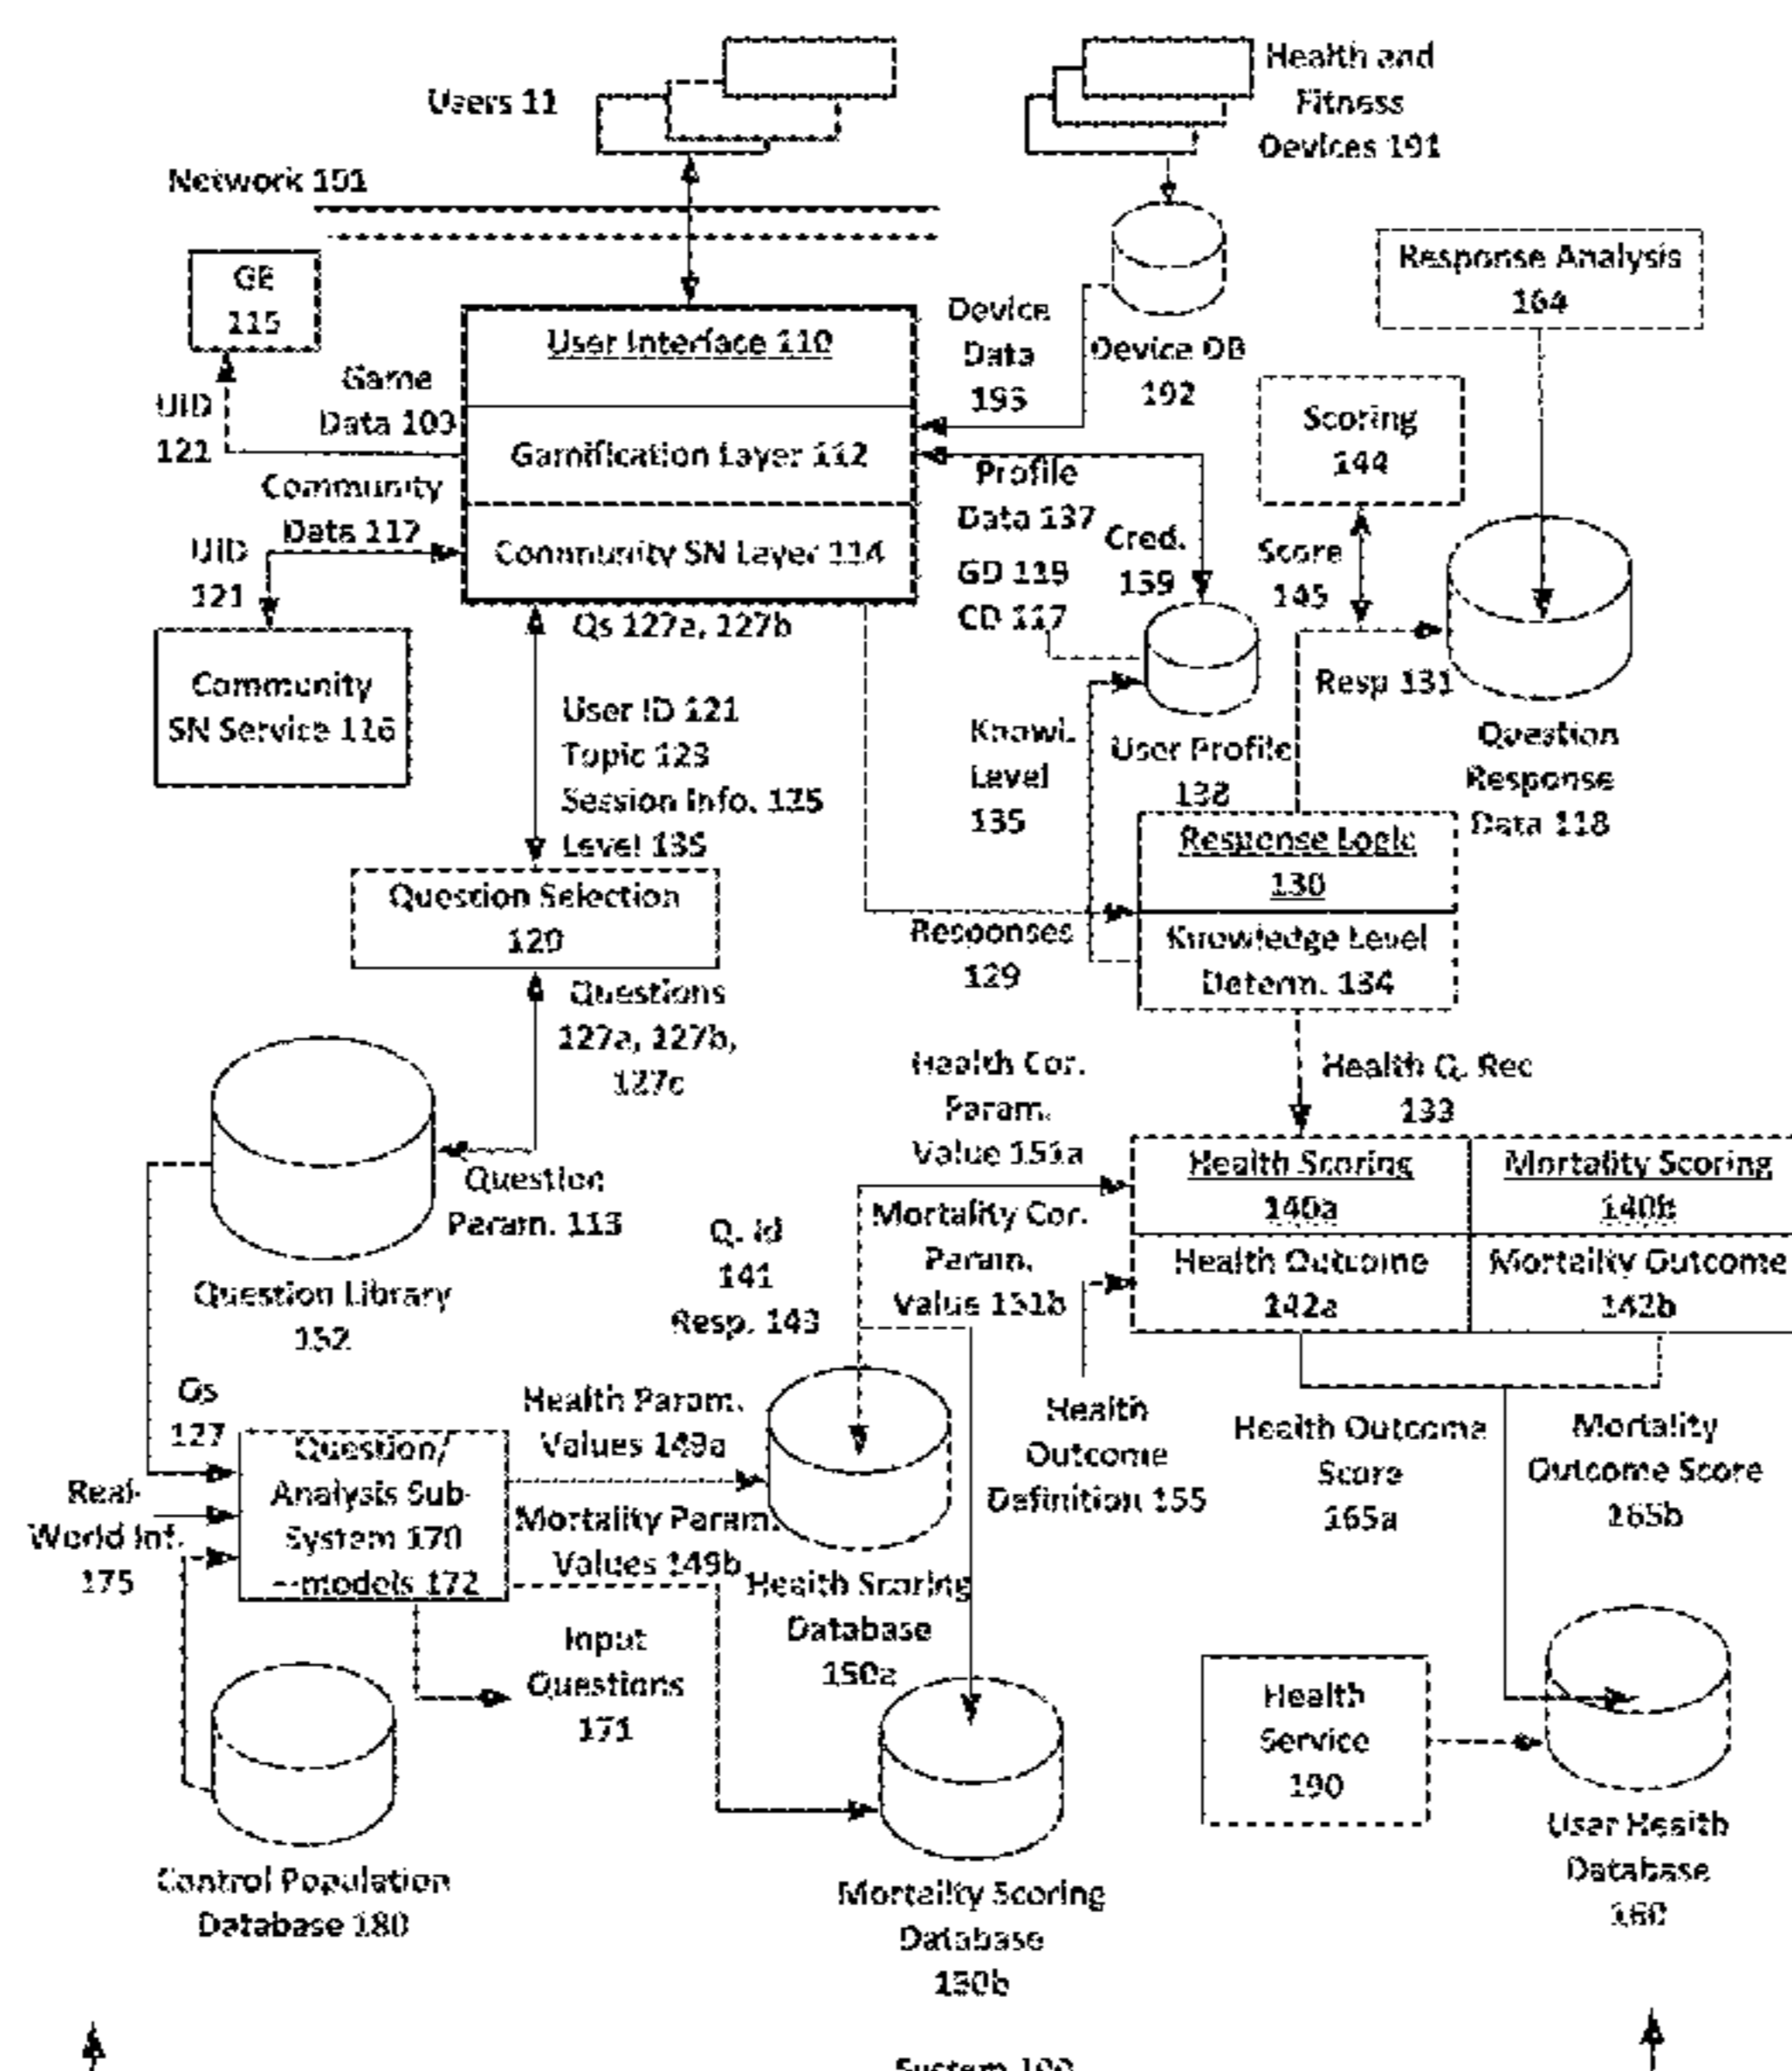 Users 11
Health and
Fitness
Devices 191
Network 101
GE
115
Response Analysis
164
User Interface 110
Device
Data
193
Device DB
192
Game
Data 103
UID
121
Scoring
144
Gamification Layer 112
Profile
Data 137
Community
Data 117
Community SN Layer 114
UID
121
GD 119
CD 117
Cred.
139
Score
145
Qs 127a, 127b
Community
SN Service 116
Resp 131
User ID 121
Topic 123
Session Info. 125
Level 135
Knowl.
Level
135
User Profile
138
Question
Response
Data 118
Response Logic
130
Question Selection
120
Responses
129
Knowledge Level
Determ. 134
Questions
127a, 127b,
127c
Health Cor.
Param.
Value 151a
Health Q. Rec
133
Question
Param. 113
Health Scoring
140a
Mortality Scoring
140b
Mortality Cor.
Param.
Value 151b
Q. id
141
Resp. 143
Health Outcome
142a
Mortality Outcome
142b
Question Library
152
Qs
127
Health Param.
Values 149a
Health
Outcome
Definition 155
Health Outcome
Score
165a
Mortality
Outcome Score
165b
Question/
Analysis Sub-
System 170
--models 172
Real-
World Inf.
175
Mortality Param.
Values 149b
Health Scoring
Database
150a
Input
Questions
171
Health
Service
190
User Health
Database
160
Control Population
Database 180
Mortality Scoring
Database
150b
System 100